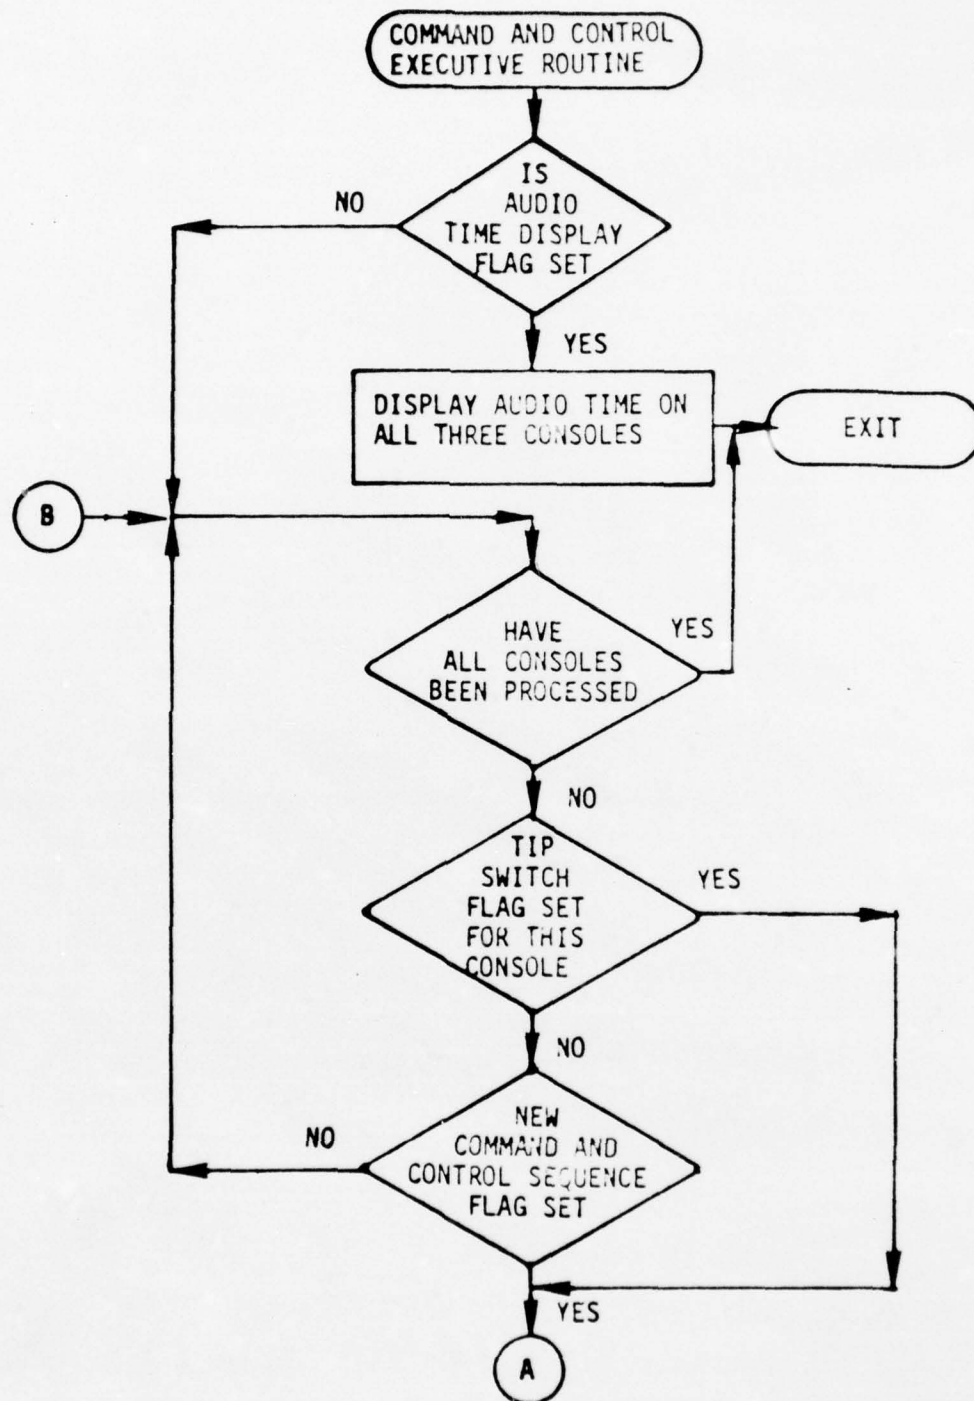 COMMAND AND CONTROL
EXECUTIVE ROUTINE
IS
AUDIO
TIME DISPLAY
FLAG SET
NO
YES
DISPLAY AUDIO TIME ON
ALL THREE CONSOLES
EXIT
B
HAVE
ALL CONSOLES
BEEN PROCESSED
YES
NO
TIP
SWITCH
FLAG SET
FOR THIS
CONSOLE
YES
NO
NEW
COMMAND AND
CONTROL SEQUENCE
FLAG SET
NO
YES
A